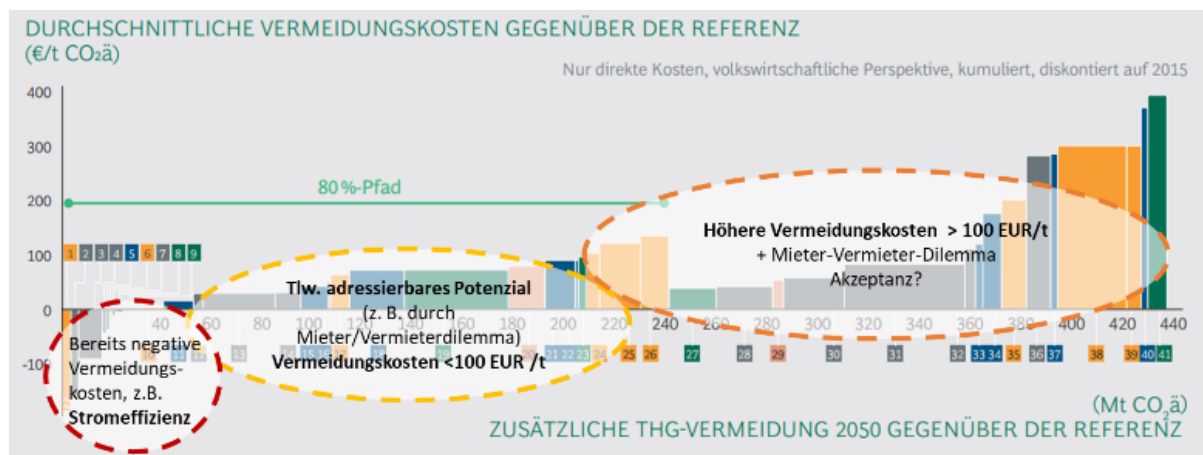 DURCHSCHNITTLICHE VERMEIDUNGSKOSTEN GEGENÜBER DER REFERENZ
(€/t CO₂ä)
Nur direkte Kosten, volkswirtschaftliche Perspektive, kumuliert, diskontiert auf 2015
400
300
200
100
0
-100
80%-Pfad
1 2 3 4 5 6 7 8 9
Höhere Vermeidungskosten > 100 EUR/t
+ Mieter-Vermieter-Dilemma
Akzeptanz?
Tlw. adressierbares Potenzial
(z. B. durch
Mieter/Vermieterdilemma)
Vermeidungskosten <100 EUR /t
Bereits negative
Vermeidungs-
kosten, z.B.
Stromeffizienz
40 60 80 100 120 140 160 180 200 220 240 260 280 300 320 340 360 380 400 420 440
10 13 19 21 22 23 24 25 26 27 28 29 30 31 32 33 34 35 36 37 38 39 40 41
(Mt CO₂ä)
ZUSÄTZLICHE THG-VERMEIDUNG 2050 GEGENÜBER DER REFERENZ